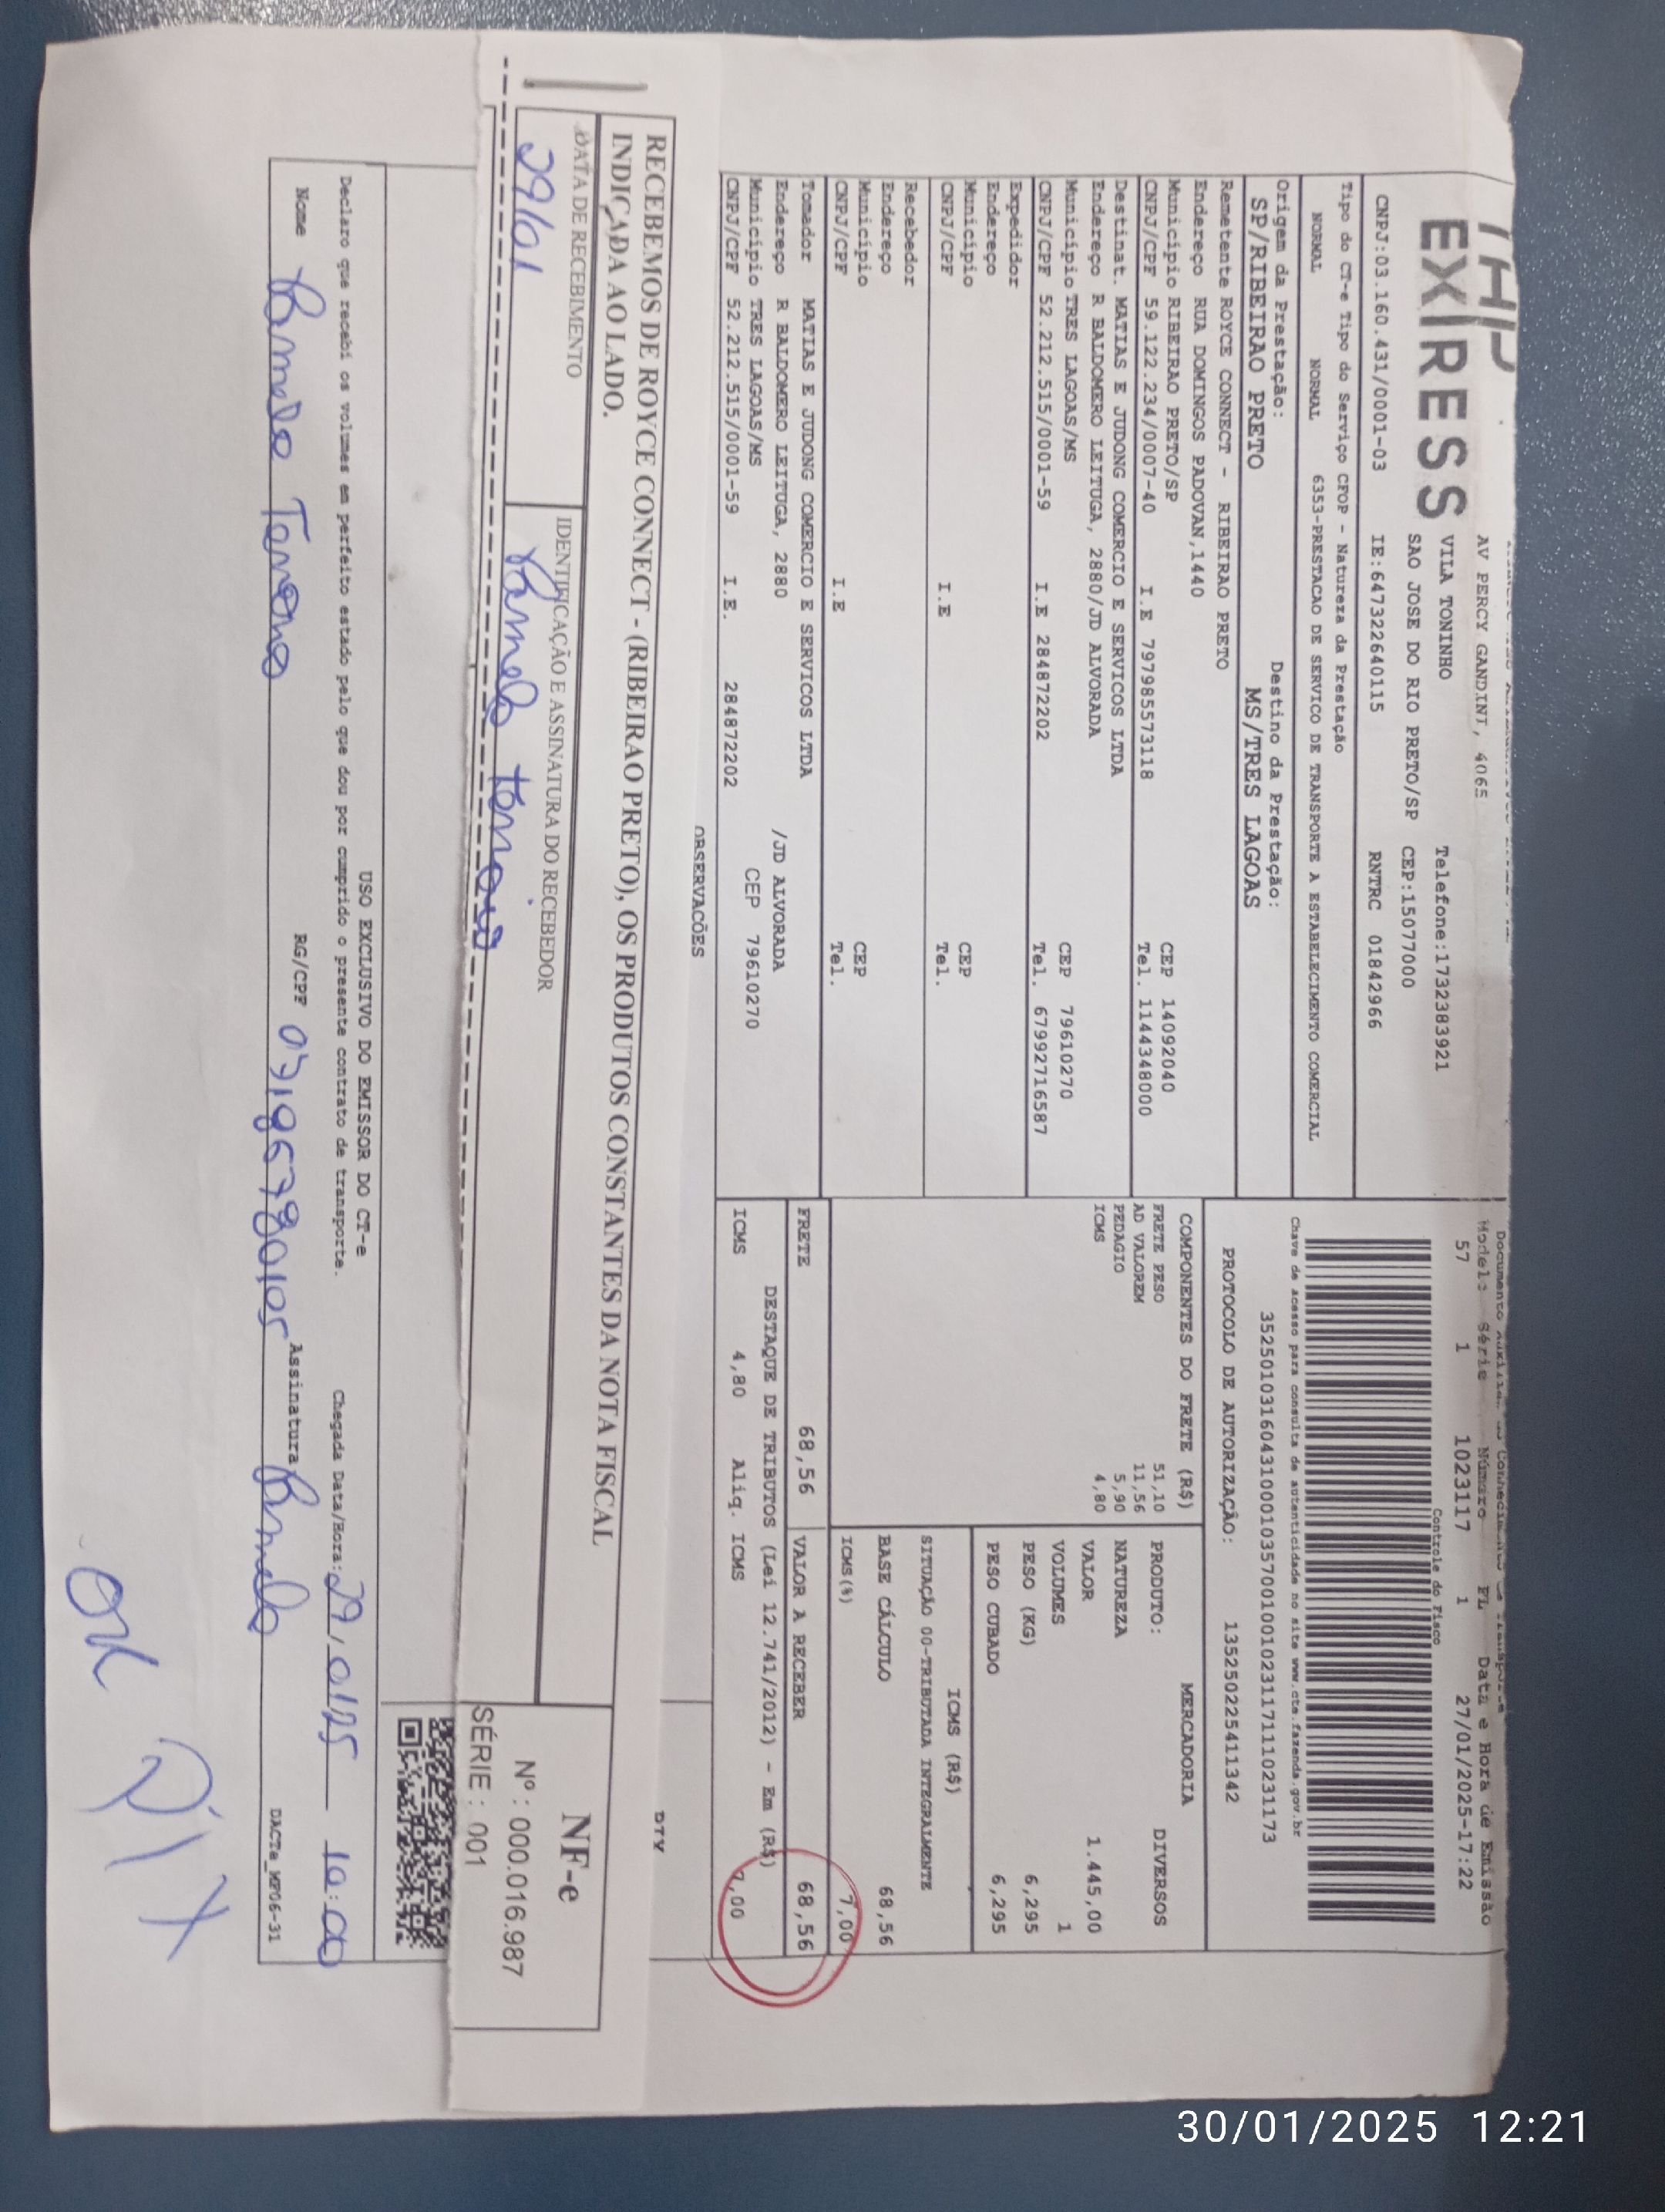 THP
EXPRESS
AV PERCY GANDINI, 4065
VILA TONINHO
Telefone:1732383921
SAO JOSE DO RIO PRETO/SP CEP:15077000
CNPJ:03.160.431/0001-03 IE:647322640115 RNTRC 01842966
Tipo do CT-e Tipo do Serviço CFOP - Natureza da Prestação
NORMAL NORMAL 6353-PRESTACAO DE SERVICO DE TRANSPORTE A ESTABELECIMENTO COMERCIAL
Origem da Prestação: Destino da Prestação:
SP/RIBEIRAO PRETO MS/TRES LAGOAS
Remetente ROYCE CONNECT - RIBEIRAO PRETO
Endereço RUA DOMINGOS PADOVAN,1440
Município RIBEIRAO PRETO/SP CEP 14092040
CNPJ/CPF 59.122.234/0007-40 I.E 797985573118 Tel. 1144348000
Destinat. MATIAS E JUDONG COMERCIO E SERVICOS LTDA
Endereço R BALDOMERO LEITUGA, 2880/JD ALVORADA
Município TRES LAGOAS/MS CEP 79610270
CNPJ/CPF 52.212.515/0001-59 I.E 284872202 Tel. 67992716587
Expedidor
Endereço
Município CEP
CNPJ/CPF I.E Tel.
Recebedor
Endereço
Município CEP
CNPJ/CPF I.E Tel.
Tomador MATIAS E JUDONG COMERCIO E SERVICOS LTDA
Endereço R BALDOMERO LEITUGA, 2880 /JD ALVORADA
Município TRES LAGOAS/MS CEP 79610270
CNPJ/CPF 52.212.515/0001-59 I.E. 284872202
Modelo Série Número FL Data e Hora de Emissão
57 1 1023117 1 27/01/2025-17:22
Controle do Fisco
Chave de acesso para consulta de autenticidade no site www.cte.fazenda.gov.br
35250103160431000103570010010231171110231173
PROTOCOLO DE AUTORIZAÇÃO: 135250225411342
COMPONENTES DO FRETE (R$)
FRETE PESO 51,10
AD VALOREM 11,56
PEDAGIO 5,90
ICMS 4,80
MERCADORIA
PRODUTO: DIVERSOS
NATUREZA
VALOR 1.445,00
VOLUMES 1
PESO (KG) 6,295
PESO CUBADO 6,295
ICMS (R$)
SITUAÇÃO 00-TRIBUTADA INTEGRALMENTE
BASE CÁLCULO 68,56
ICMS(%) 7,00
FRETE 68,56 VALOR A RECEBER 68,56
DESTAQUE DE TRIBUTOS (Lei 12.741/2012) - Em (R$)
ICMS 4,80 Aliq. ICMS 7,00
OBSERVAÇÕES
DTV
RECEBEMOS DE ROYCE CONNECT - (RIBEIRAO PRETO), OS PRODUTOS CONSTANTES DA NOTA FISCAL
INDICADA AO LADO.
DATA DE RECEBIMENTO
29/01
IDENTIFICAÇÃO E ASSINATURA DO RECEBEDOR
NF-e
Nº : 000.016.987
SÉRIE : 001
USO EXCLUSIVO DO EMISSOR DO CT-e
Declaro que recebi os volumes em perfeito estado pelo que dou por cumprido o presente contrato de transporte.
Chegada Data/Hora: 29/01/25 10:00
Nome RG/CPF Assinatura
DACTe_MP06-31
OK
30/01/2025 12:21